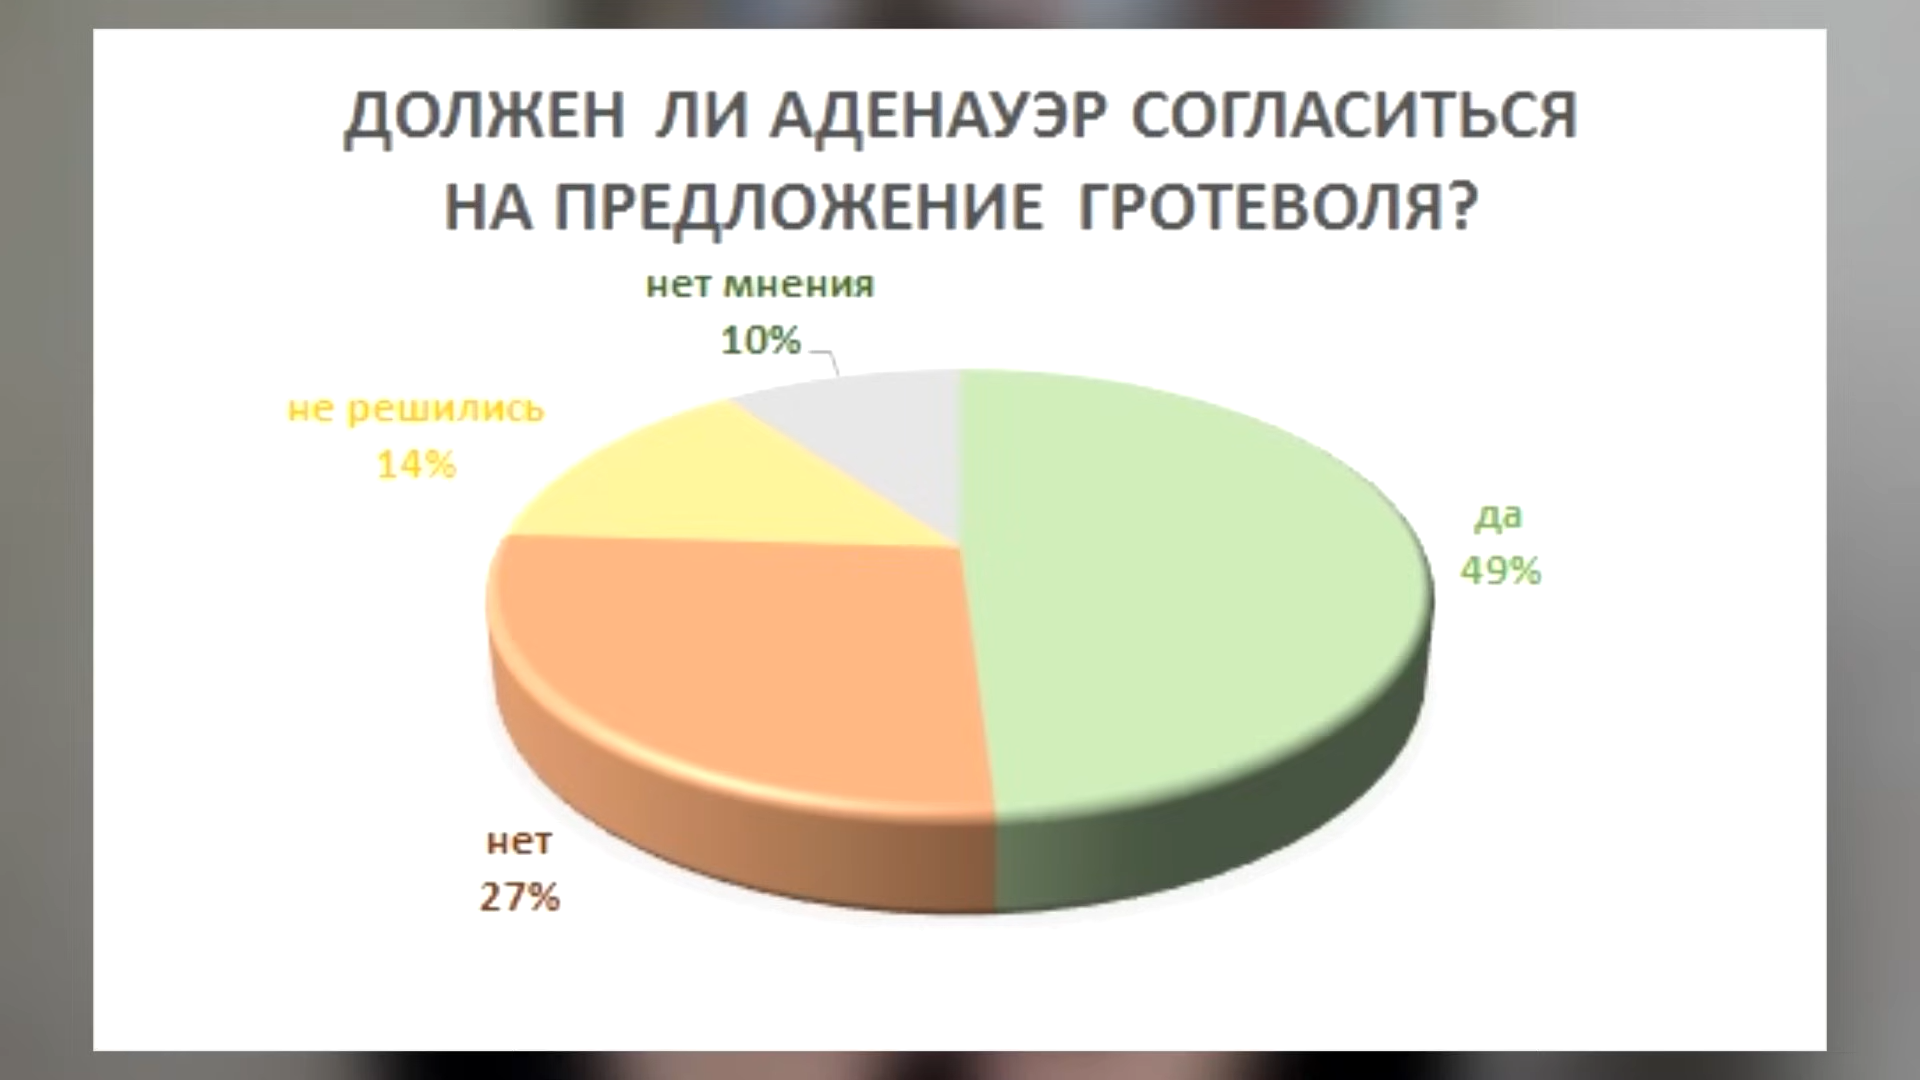 ДОЛЖЕН ЛИ АДЕНАУЭР СОГЛАСИТЬСЯ
НА ПРЕДЛОЖЕНИЕ ГРОТЕВОЛЯ?
нет мнения
10%
не решились
14%
да
49%
нет
27%